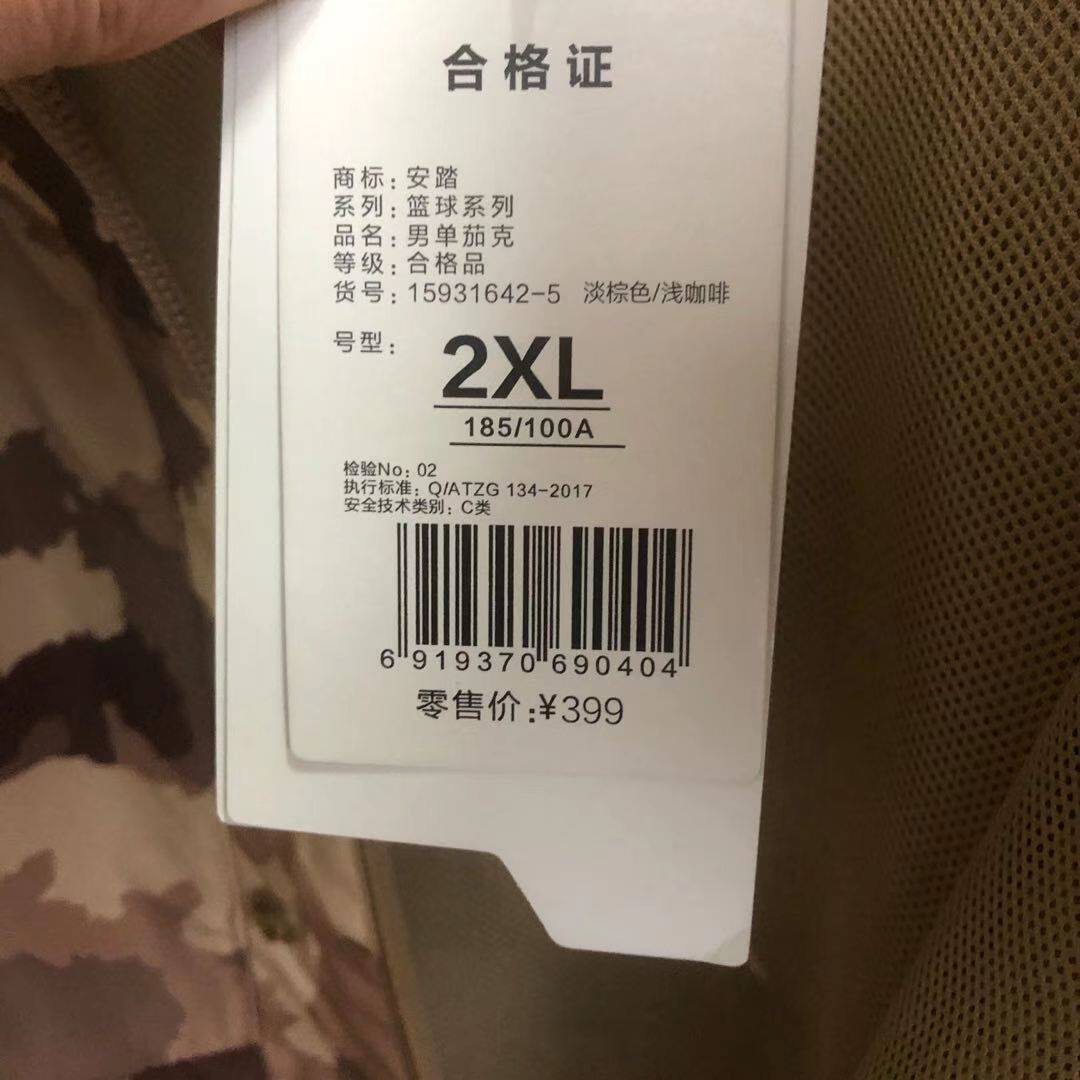 合格证
商标：安踏
系列：篮球系列
品名：男单茄克
等级：合格品
货号：15931642-5 淡棕色/浅咖啡
号型：2XL
185/100A
检验No：02
执行标准：Q/ATZG 134-2017
安全技术类别：C类
6 919370 690404
零售价:¥399